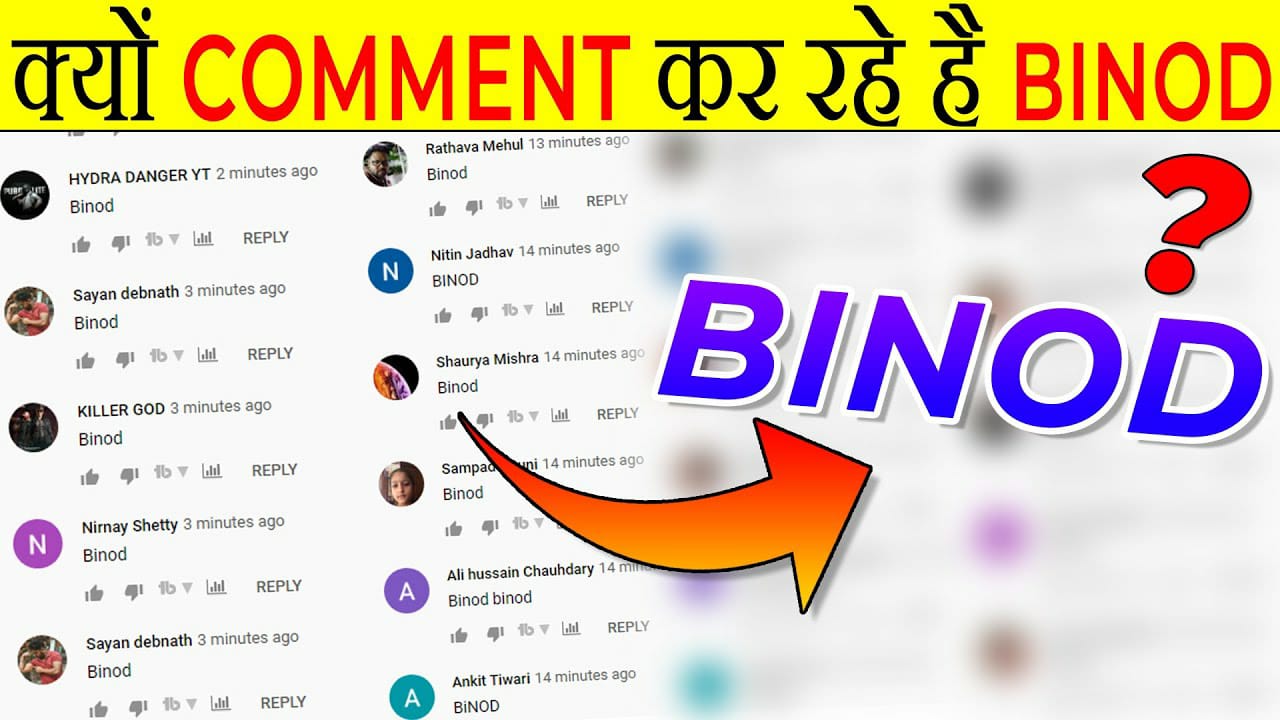 क्यों COMMENT कर रहे हैं BINOD
HYDRA DANGER YT 2 minutes ago
Binod
REPLY
Sayan debnath 3 minutes ago
Binod
REPLY
KILLER GOD 3 minutes ago
Binod
REPLY
Nirnay Shetty 3 minutes ago
N
Binod
REPLY
Sayan debnath 3 minutes ago
Binod
REPLY
Rathava Mehul 13 minutes ago
Binod
REPLY
Nitin Jadhav 14 minutes ago
N
BINOD
REPLY
Shaurya Mishra 14 minutes ago
Binod
REPLY
14 minutes ago
Binod
Ali hussain Chauhdary 14
A
Binod binod
REPLY
Ankit Tiwari 14 minutes ago
A
BiNOD
?
BINOD